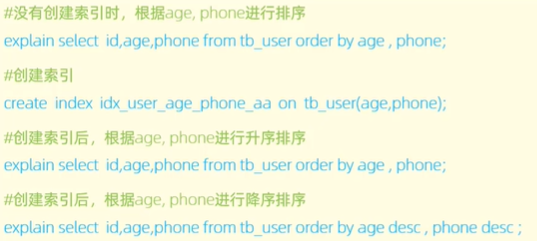 #没有创建索引时，根据age, phone进行排序
explain select id,age,phone from tb_user order by age , phone;
#创建索引
create index idx_user_age_phone_aa on tb_user(age,phone);
#创建索引后，根据age, phone进行升序排序
explain select id,age,phone from tb_user order by age , phone;
#创建索引后，根据age, phone进行降序排序
explain select id,age,phone from tb_user order by age desc , phone desc ;